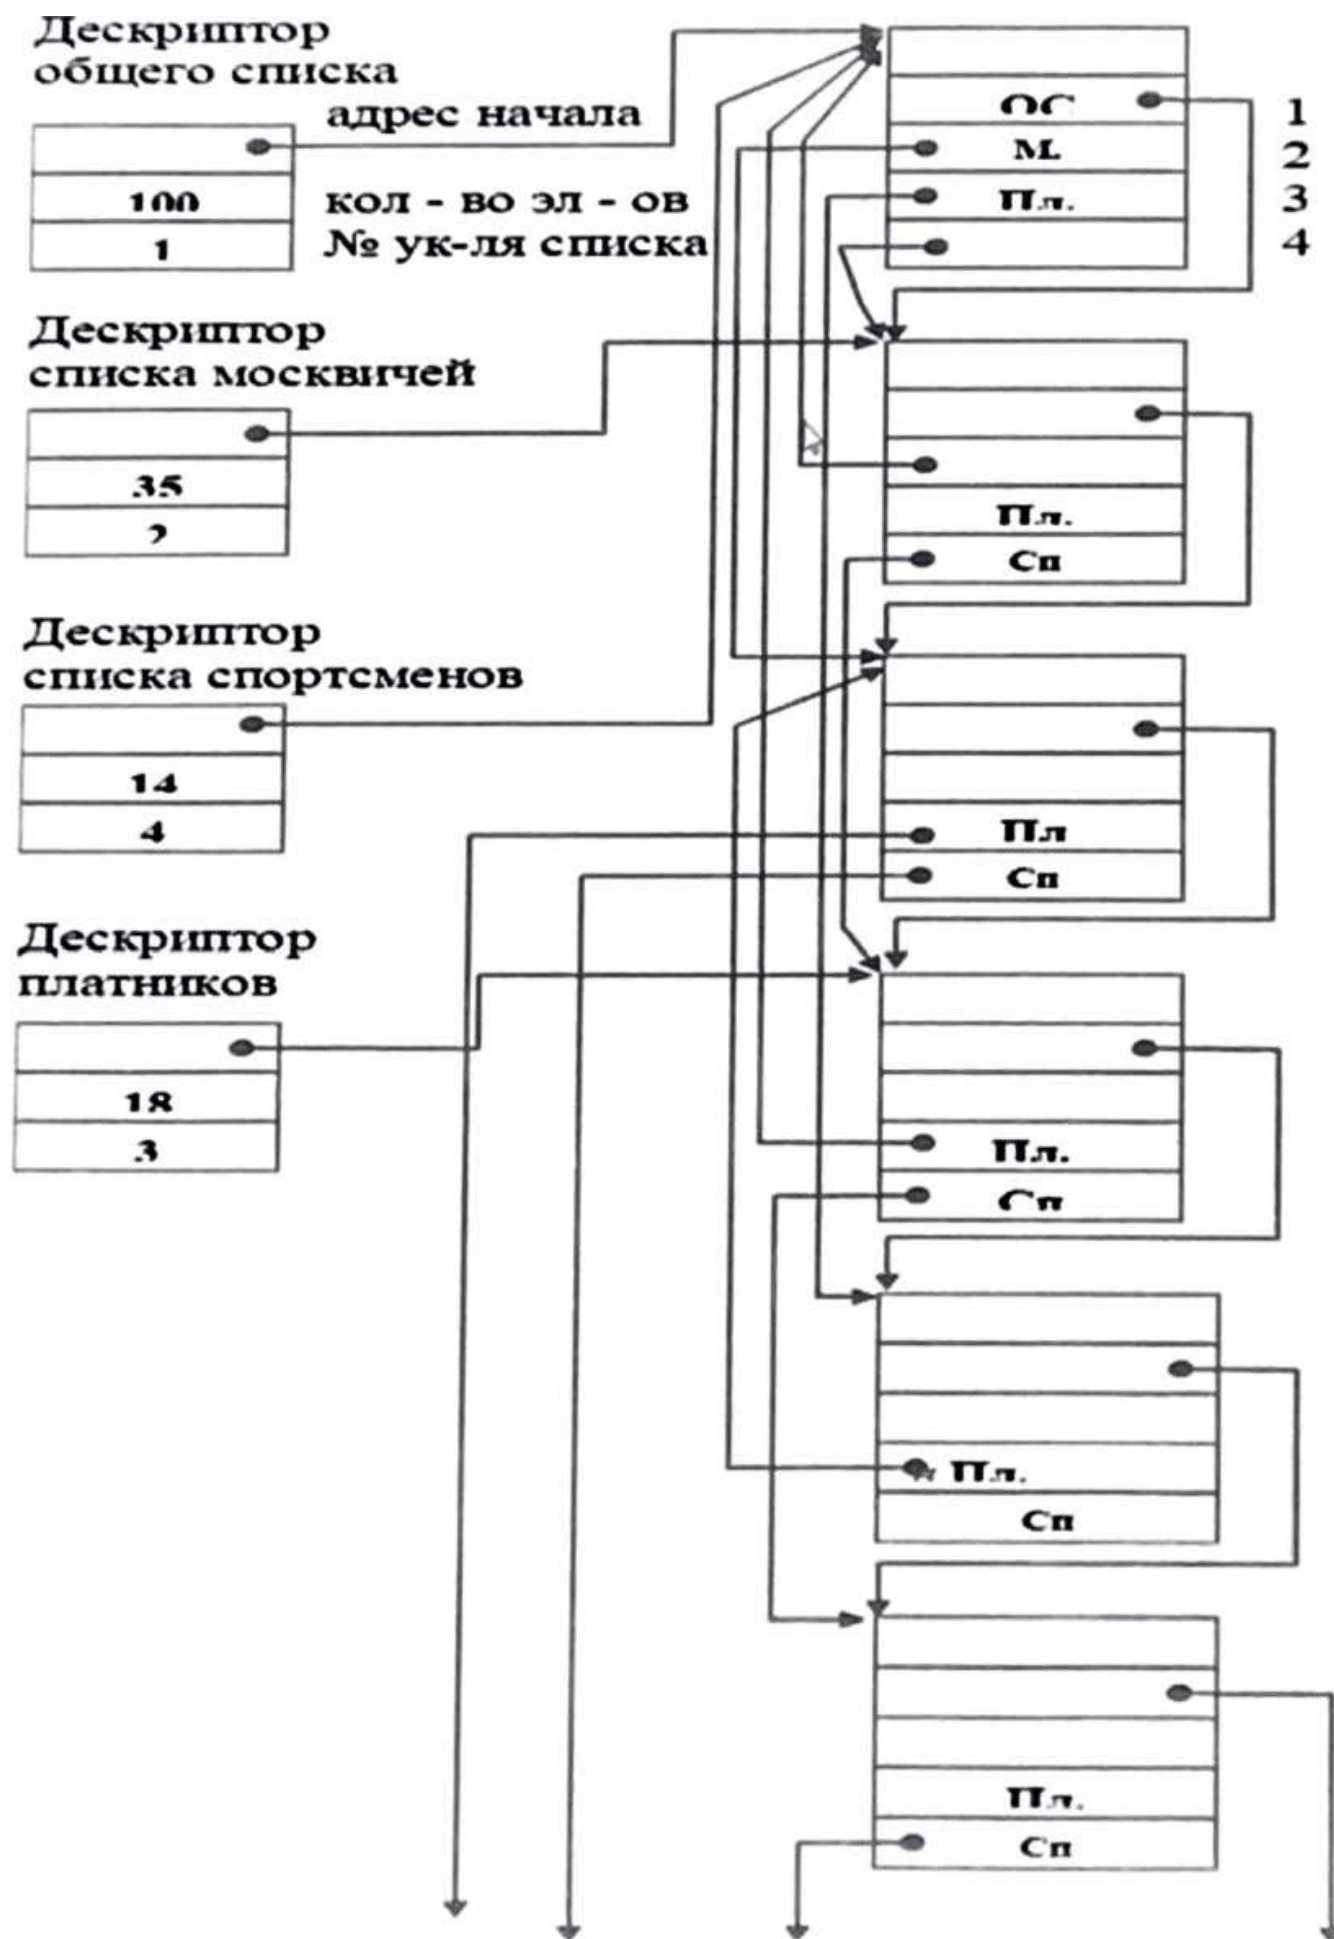 Дескриптор
общего списка
адрес начала
100
кол - во эл - ов
1
№ ук-ля списка
Дескриптор
списка москвичей
35
2
Дескриптор
списка спортсменов
14
4
Дескриптор
платников
18
3
ОС
М.
Пл.
1
2
3
4
Пл.
Сп
Пл
Сп
Пл.
Сп
Пл.
Сп
Пл.
Сп